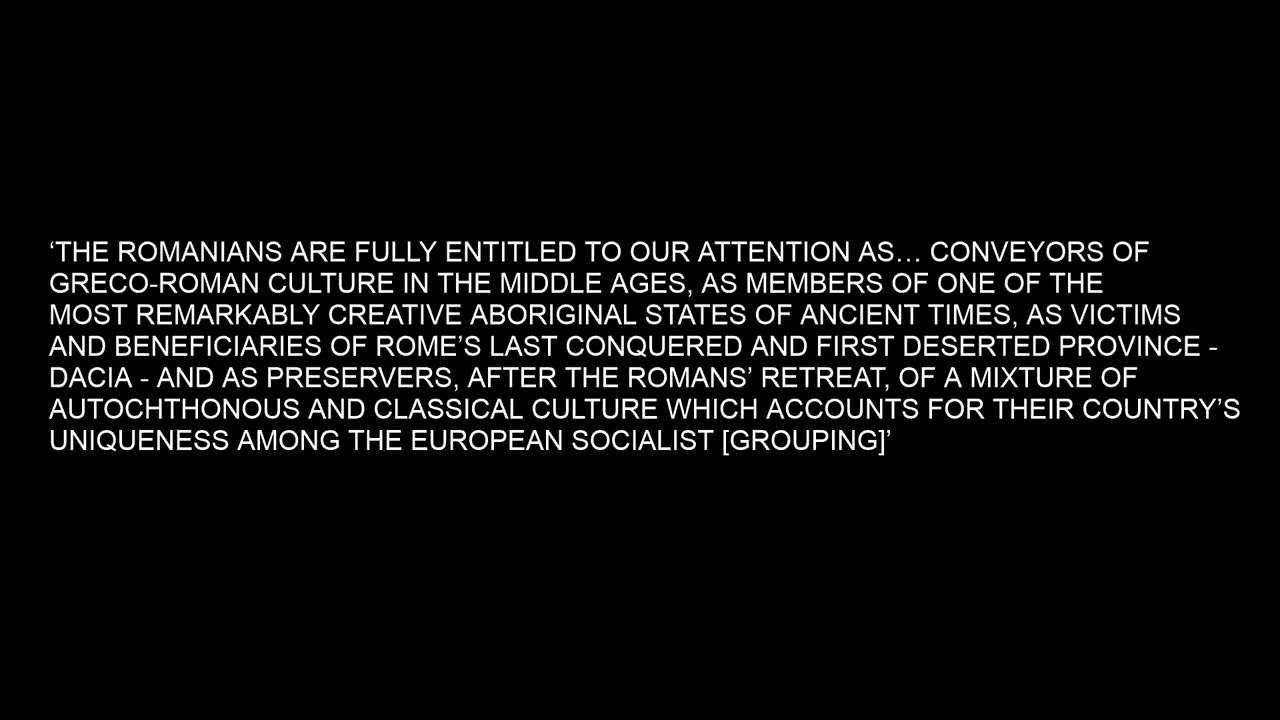 ‘THE ROMANIANS ARE FULLY ENTITLED TO OUR ATTENTION AS… CONVEYORS OF
GRECO-ROMAN CULTURE IN THE MIDDLE AGES, AS MEMBERS OF ONE OF THE
MOST REMARKABLY CREATIVE ABORIGINAL STATES OF ANCIENT TIMES, AS VICTIMS
AND BENEFICIARIES OF ROME’S LAST CONQUERED AND FIRST DESERTED PROVINCE -
DACIA - AND AS PRESERVERS, AFTER THE ROMANS’ RETREAT, OF A MIXTURE OF
AUTOCHTHONOUS AND CLASSICAL CULTURE WHICH ACCOUNTS FOR THEIR COUNTRY’S
UNIQUENESS AMONG THE EUROPEAN SOCIALIST [GROUPING]’